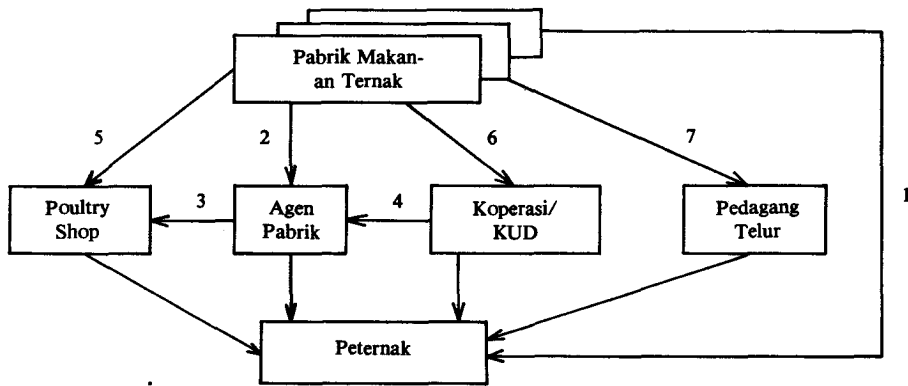 Pabrik Makan-
an Ternak
5
2
6
7
1
Poultry
Shop
3
Agen
Pabrik
4
Koperasi/
KUD
Pedagang
Telur
Peternak